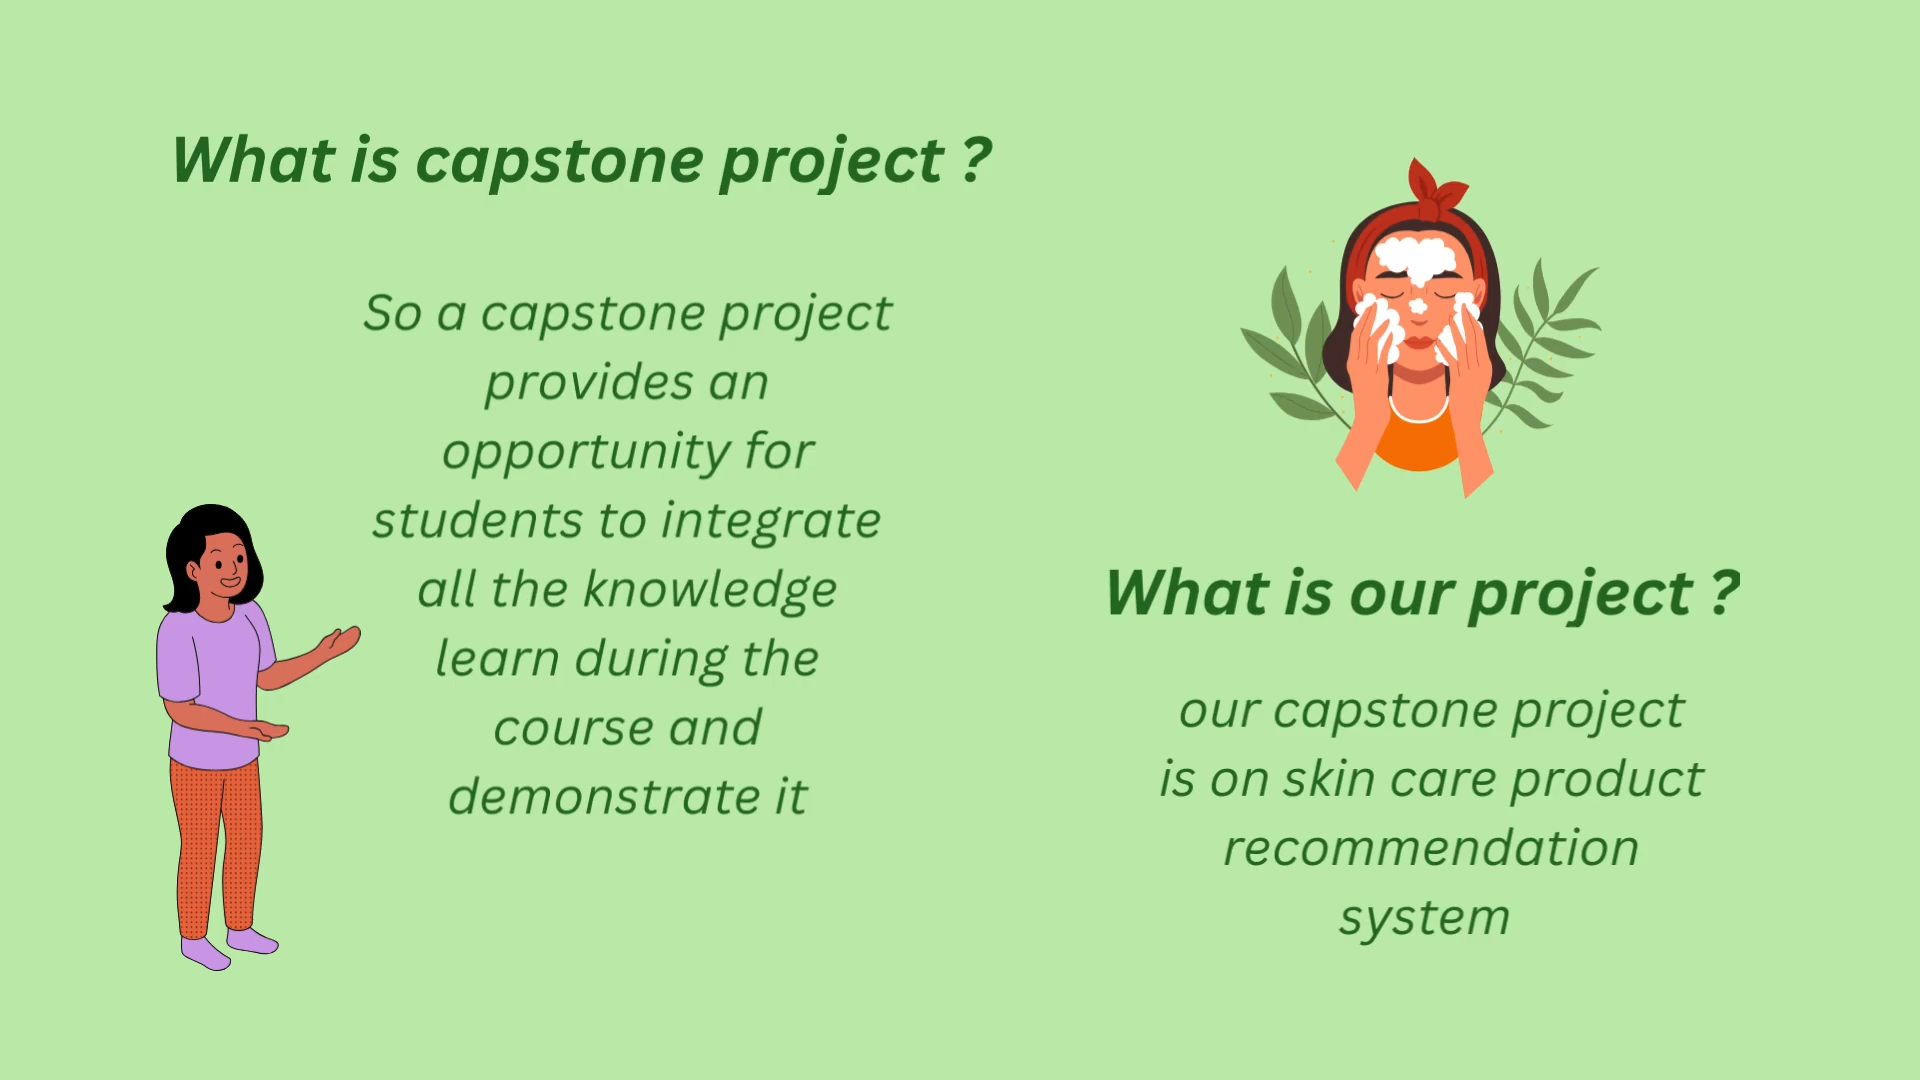 What is capstone project ?
So a capstone project
provides an
opportunity for
students to integrate
all the knowledge
learn during the
course and
demonstrate it
What is our project ?
our capstone project
is on skin care product
recommendation
system